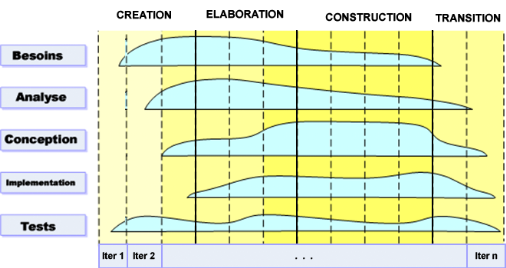 CREATION ELABORATION CONSTRUCTION TRANSITION
Besoins
Analyse
Conception
Implementation
Tests
Iter 1 Iter 2 . . . Iter n